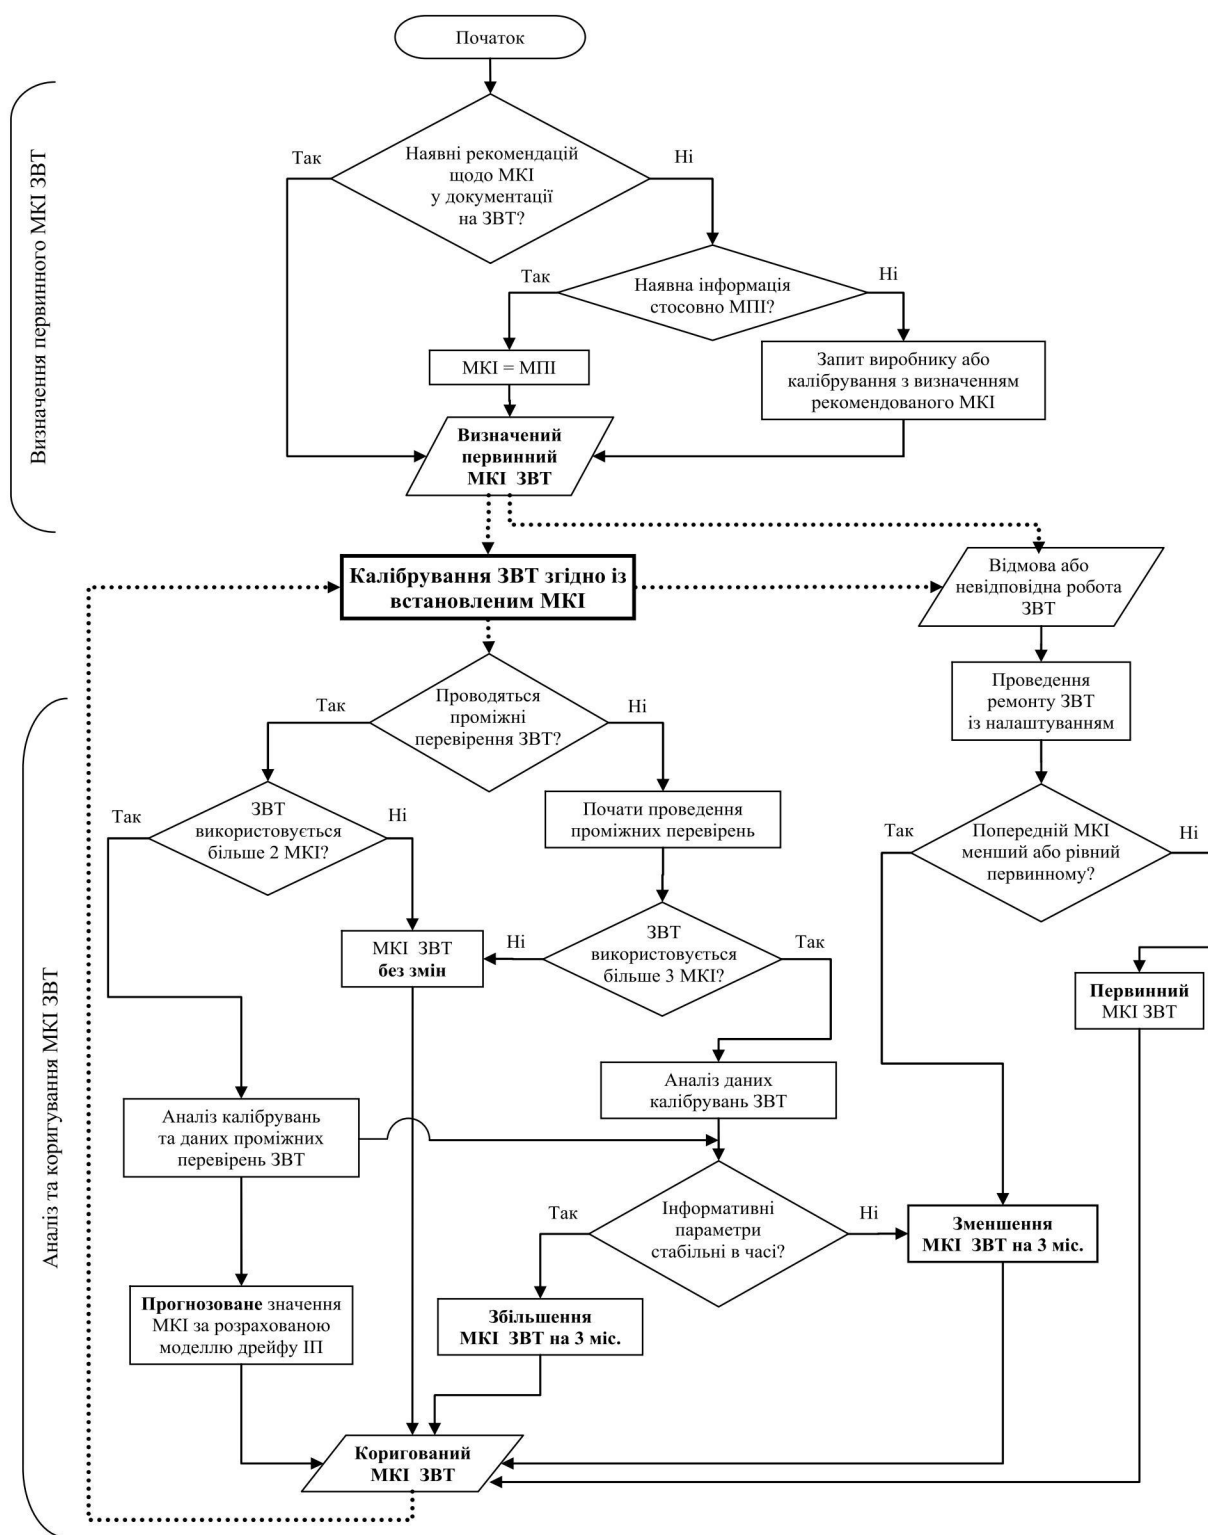 Початок
Визначення первинного МКІ ЗВТ
Так
Наявні рекомендацій
щодо МКІ
у документації
на ЗВТ?
Ні
Так
Наявна інформація
стосовно МПІ?
Ні
МКІ = МПІ
Запит виробнику або
калібрування з визначенням
рекомендованого МКІ
Визначений
первинний
МКІ ЗВТ
Калібрування ЗВТ згідно із
встановленим МКІ
Відмова або
невідповідна робота
ЗВТ
Аналіз та коригування МКІ ЗВТ
Так
Проводяться
проміжні
перевірення ЗВТ?
Ні
Проведення
ремонту ЗВТ
із налаштуванням
Так
ЗВТ
використовується
більше 2 МКІ?
Ні
Почати проведення
проміжних перевірень
Так
Попередній МКІ
менший або рівний
первинному?
Ні
МКІ ЗВТ
без змін
Ні
ЗВТ
використовується
більше 3 МКІ?
Так
Первинний
МКІ ЗВТ
Аналіз даних
калібрувань ЗВТ
Аналіз калібрувань
та даних проміжних
перевірень ЗВТ
Так
Інформативні
параметри
стабільні в часі?
Ні
Зменшення
МКІ ЗВТ на 3 міс.
Прогнозоване значення
МКІ за розрахованою
моделлю дрейфу ІП
Збільшення
МКІ ЗВТ на 3 міс.
Коригований
МКІ ЗВТ